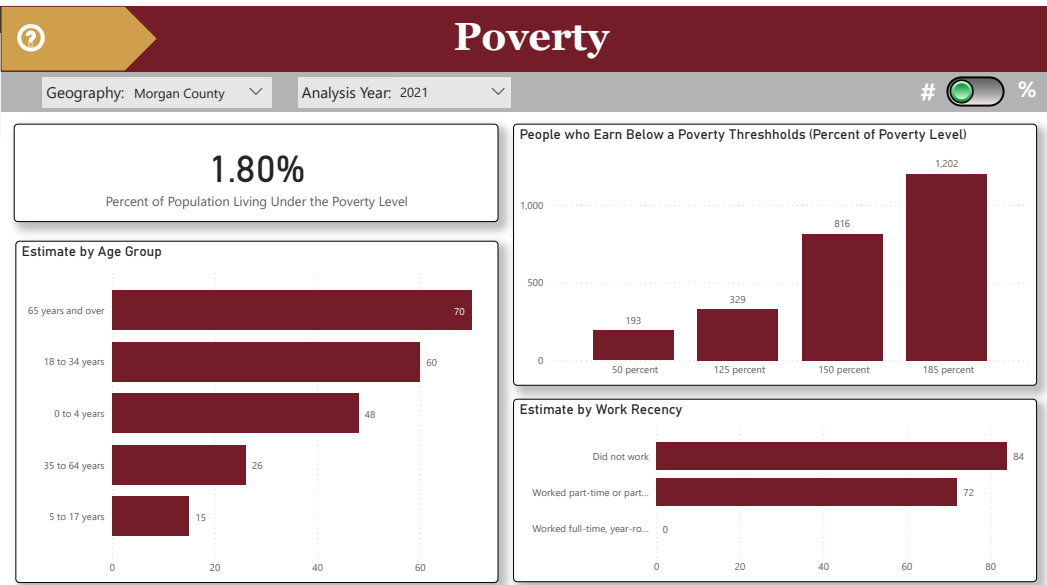 ?
Poverty
Geography: Morgan County
Analysis Year: 2021
# %
1.80%
Percent of Population Living Under the Poverty Level
Estimate by Age Group
0 20 40 60
65 years and over 70
18 to 34 years 60
0 to 4 years 48
35 to 64 years 26
5 to 17 years 15
0 20 40 60
People who Earn Below a Poverty Threshholds (Percent of Poverty Level)
1,202
1,000
816
500
329
193
0
50 percent 125 percent 150 percent 185 percent
Estimate by Work Recency
Did not work 84
Worked part-time or part... 72
Worked full-time, year-ro... 0
0 20 40 60 80